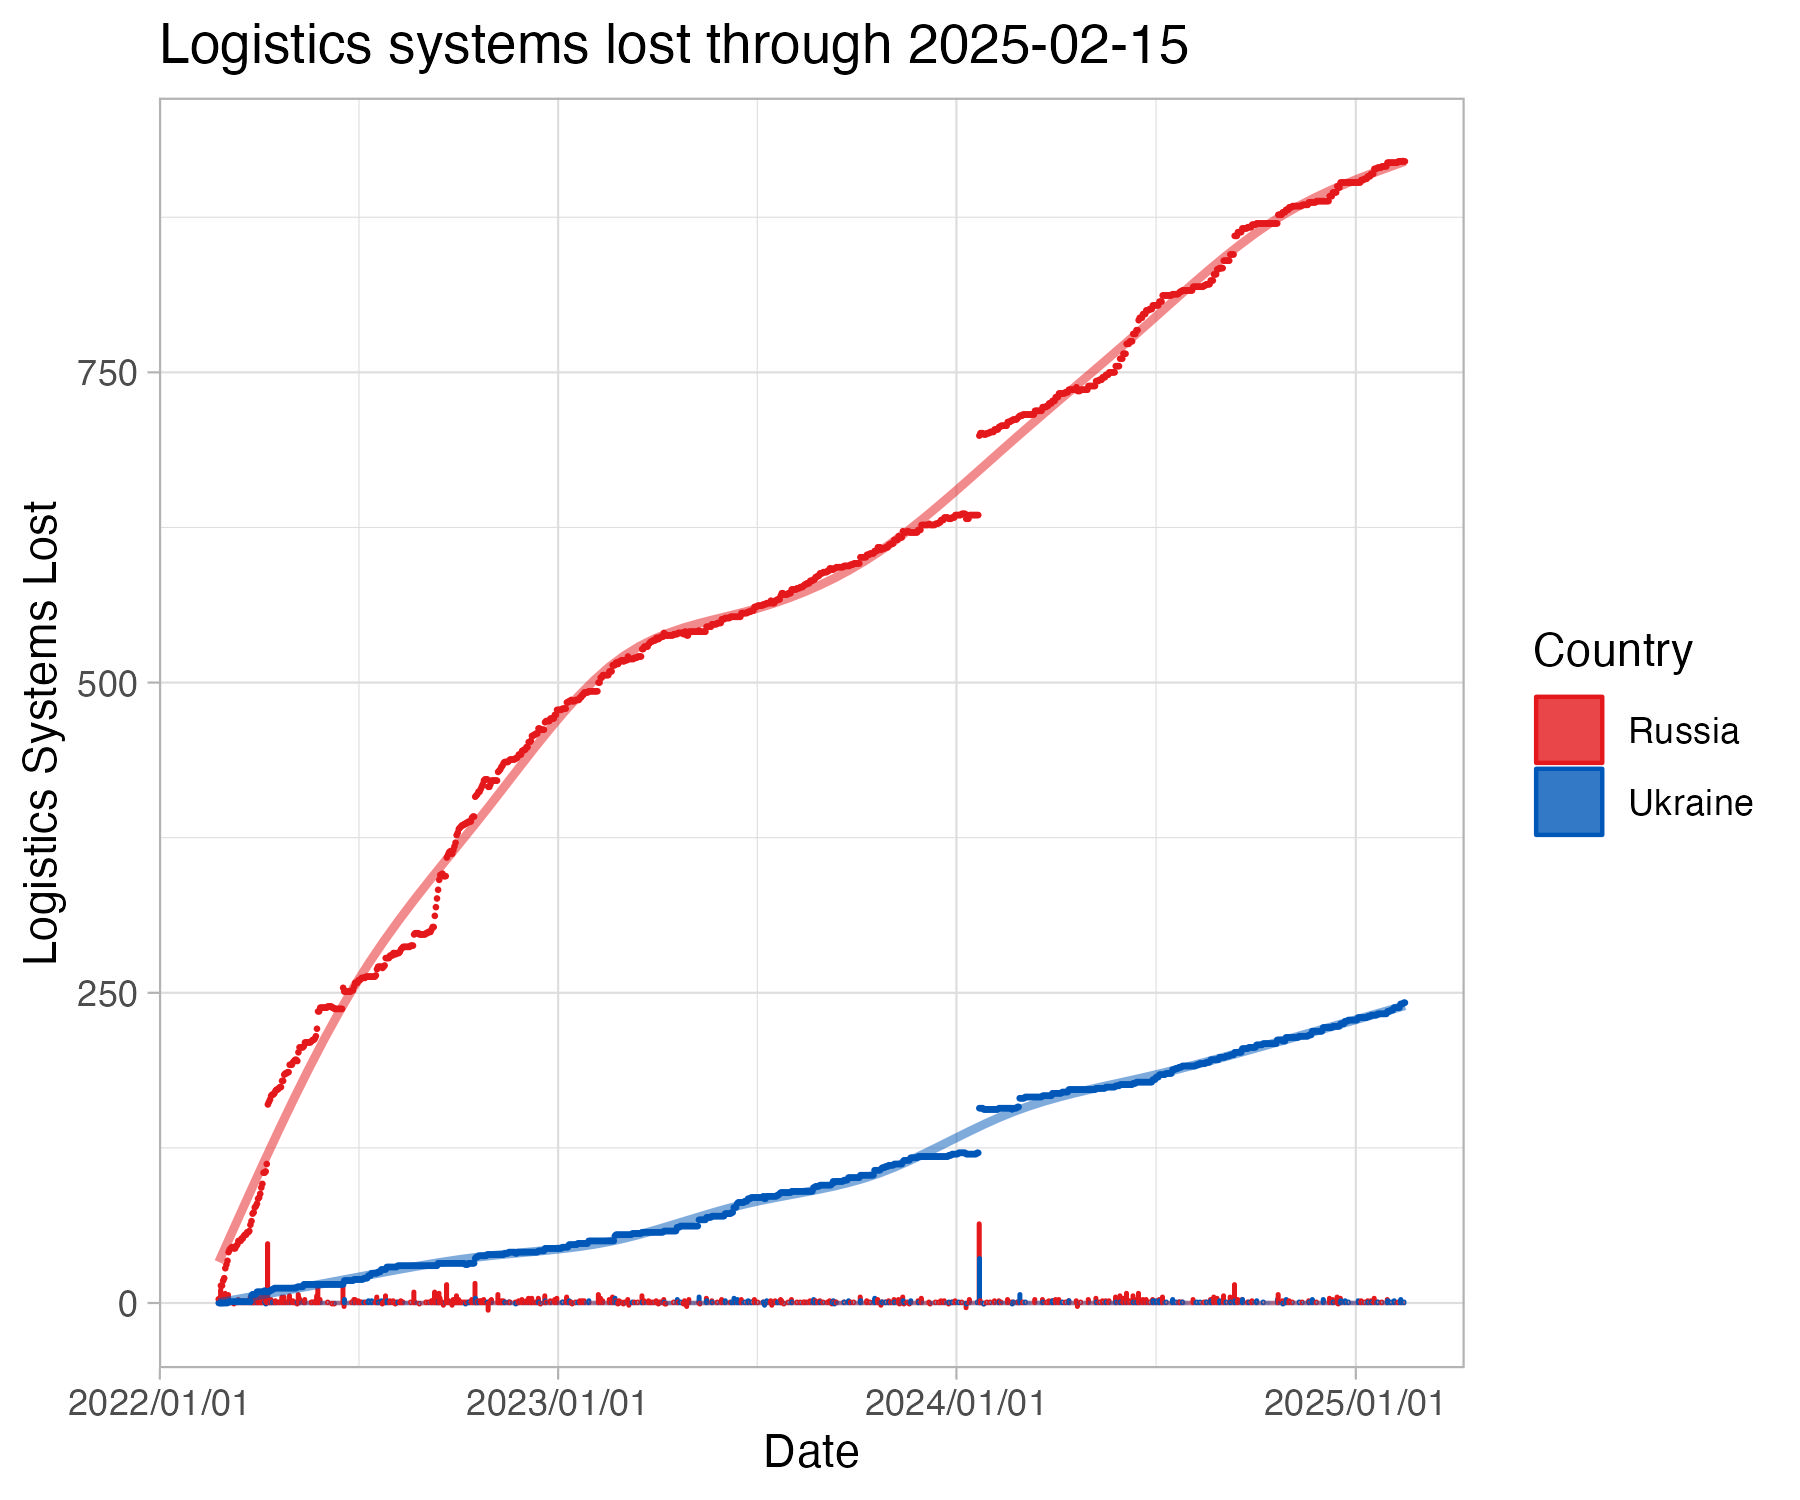 Logistics systems lost through 2025-02-15
Logistics Systems Lost
750
500
250
0
2022/01/01
2023/01/01
2024/01/01
2025/01/01
Date
Country
Russia
Ukraine